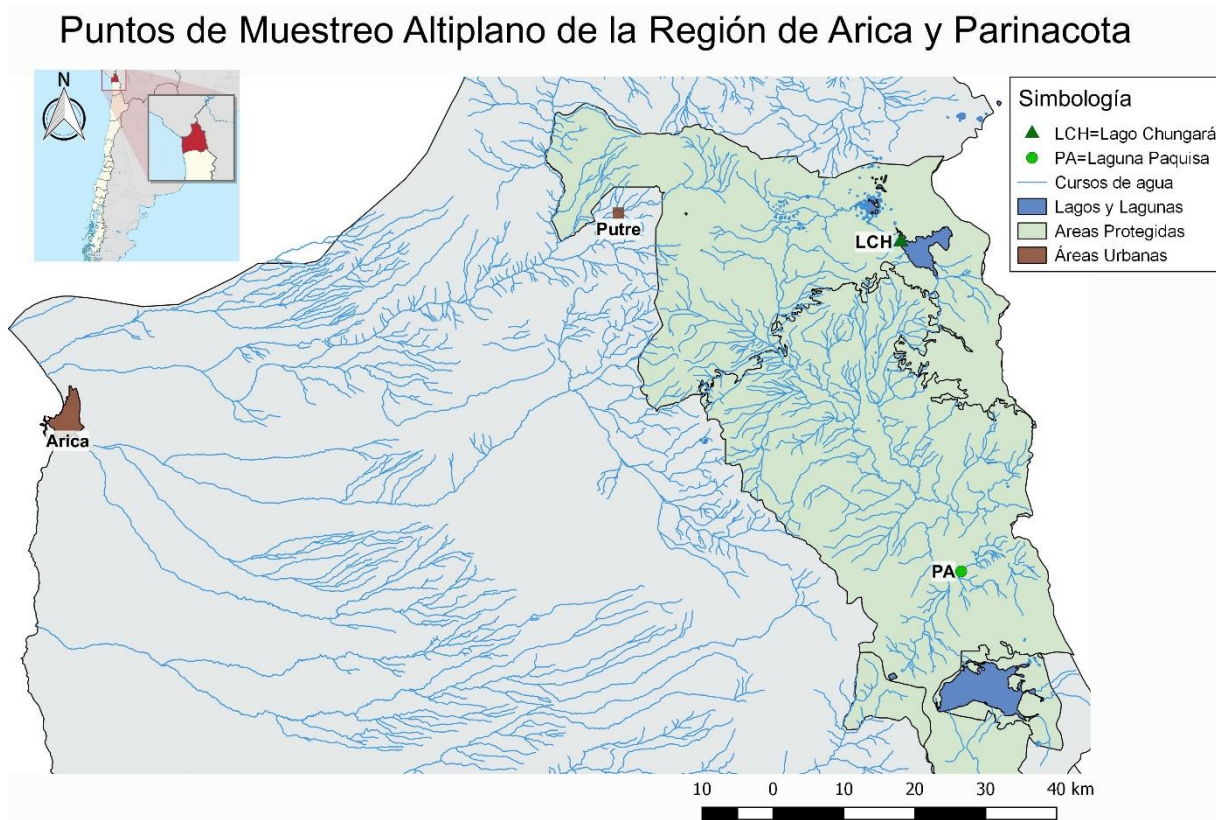 Puntos de Muestreo Altiplano de la Región de Arica y Parinacota
N
Simbología
LCH=Lago Chungará
PA=Laguna Paquisa
Cursos de agua
Lagos y Lagunas
Areas Protegidas
Áreas Urbanas
Putre
LCH
Arica
PA
10 0 10 20 30 40 km